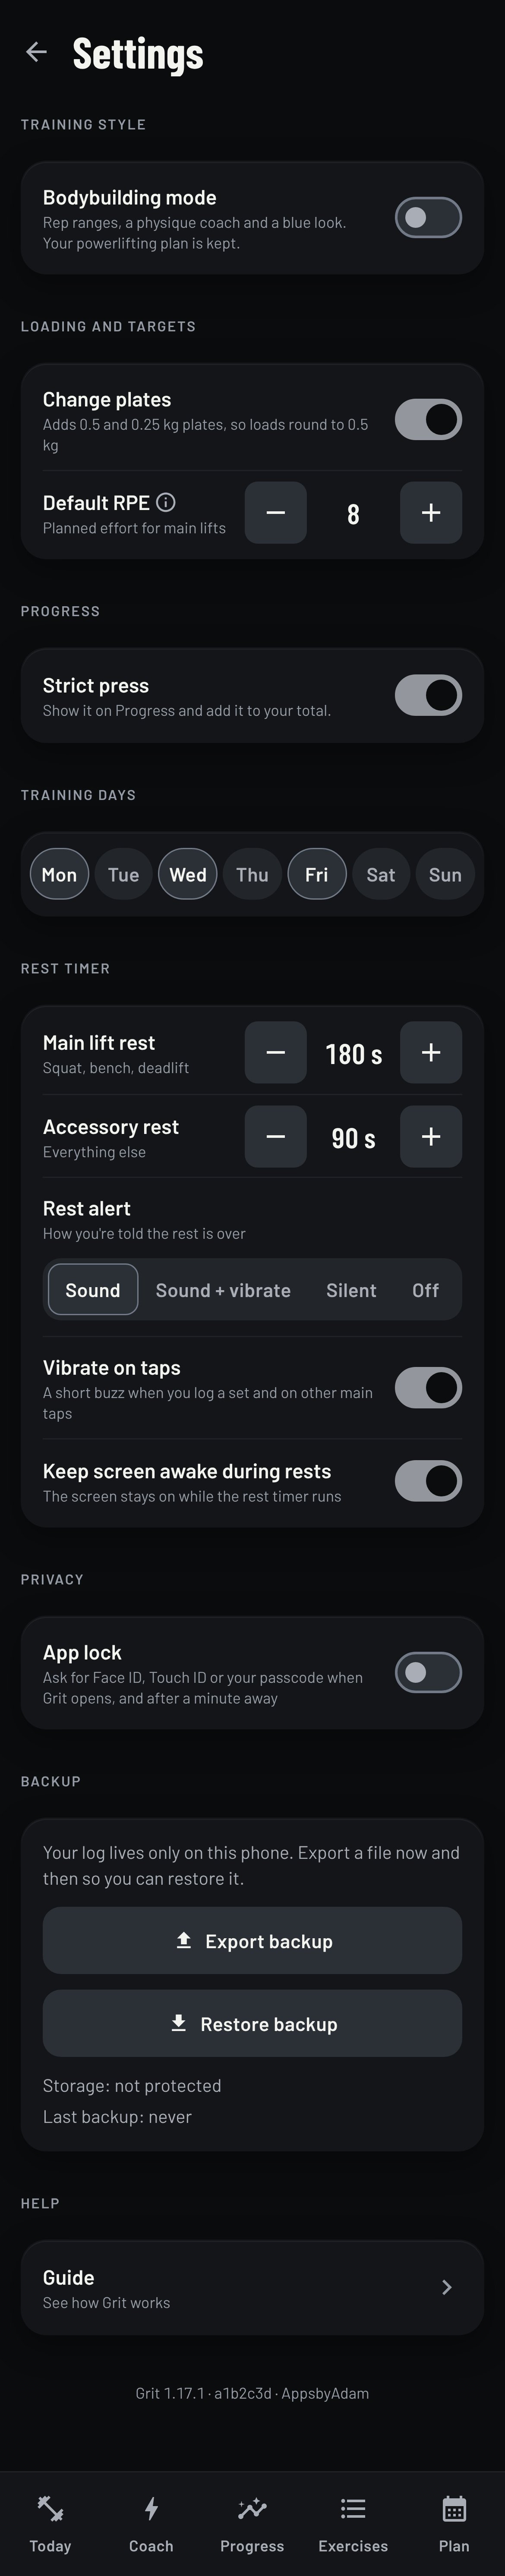 Settings
TRAINING STYLE
Bodybuilding mode
Rep ranges, a physique coach and a blue look.
Your powerlifting plan is kept.
LOADING AND TARGETS
Change plates
Adds 0.5 and 0.25 kg plates, so loads round to 0.5
kg
Default RPE
Planned effort for main lifts
8
PROGRESS
Strict press
Show it on Progress and add it to your total.
TRAINING DAYS
Mon Tue Wed Thu Fri Sat Sun
REST TIMER
Main lift rest
Squat, bench, deadlift
180 s
Accessory rest
Everything else
90 s
Rest alert
How you're told the rest is over
Sound Sound + vibrate Silent Off
Vibrate on taps
A short buzz when you log a set and on other main
taps
Keep screen awake during rests
The screen stays on while the rest timer runs
PRIVACY
App lock
Ask for Face ID, Touch ID or your passcode when
Grit opens, and after a minute away
BACKUP
Your log lives only on this phone. Export a file now and
then so you can restore it.
Export backup
Restore backup
Storage: not protected
Last backup: never
HELP
Guide
See how Grit works
Grit 1.17.1 · a1b2c3d · AppsbyAdam
Today Coach Progress Exercises Plan